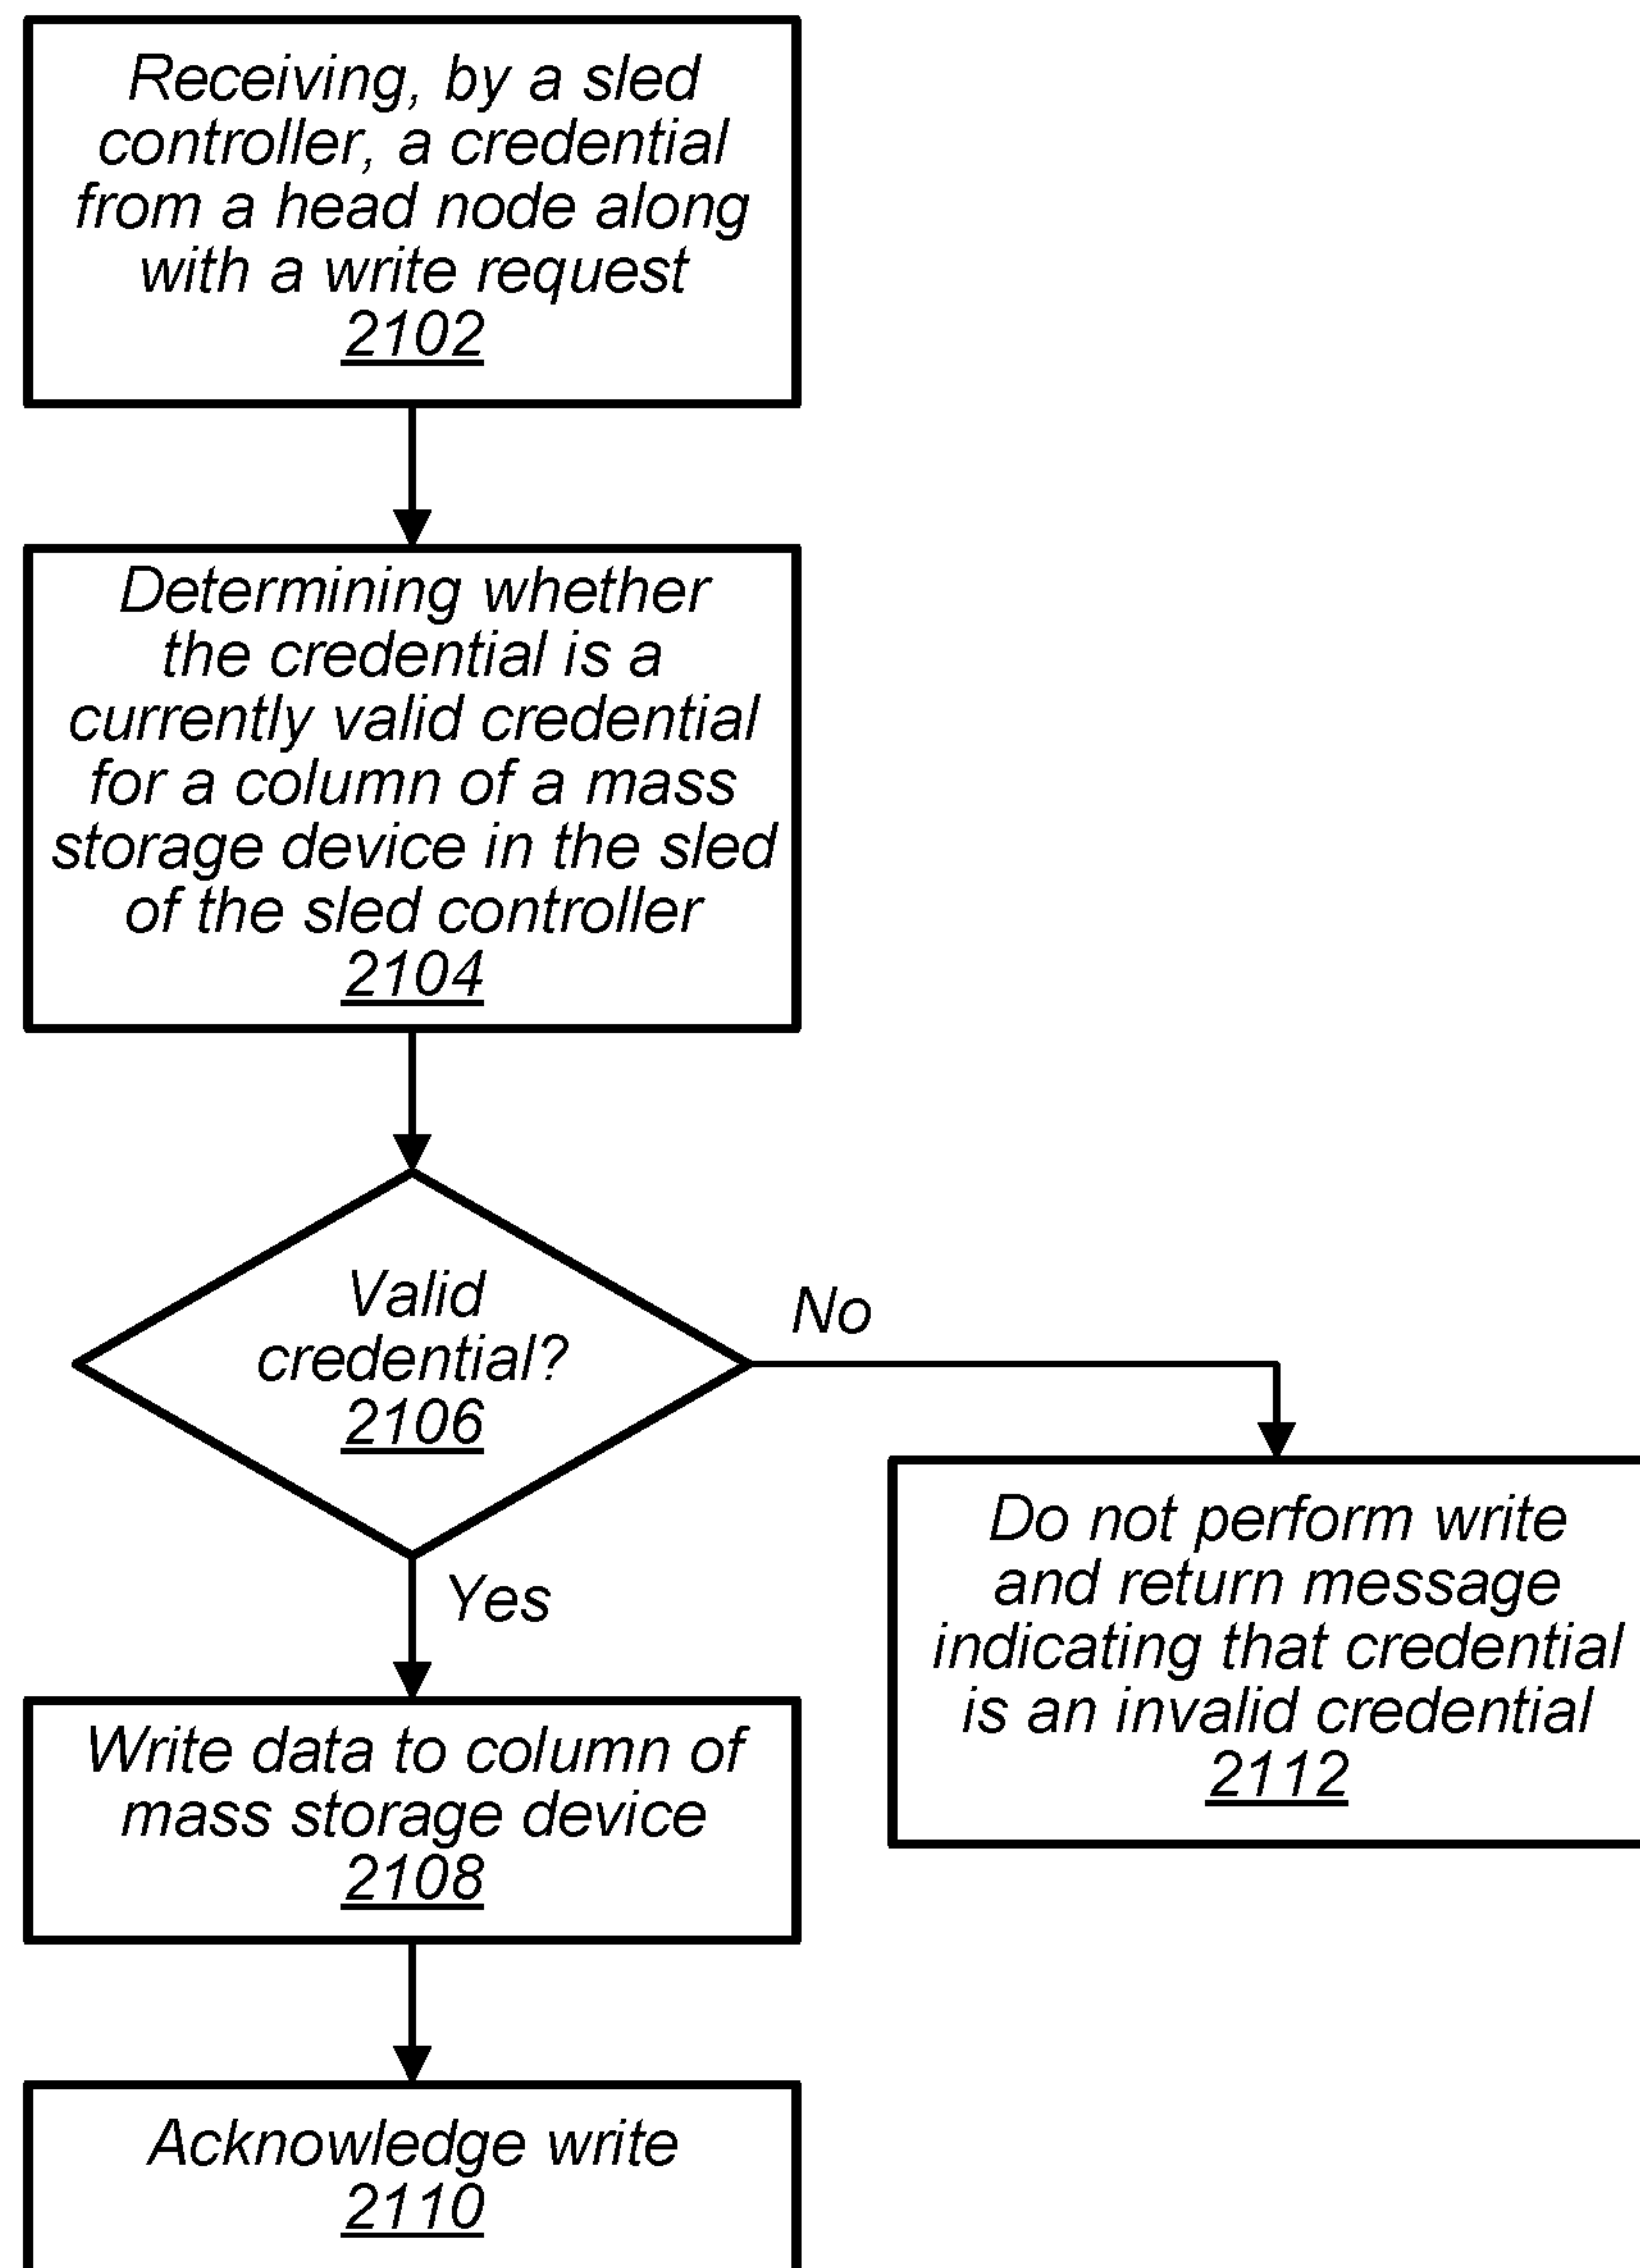 Receiving, by a sled
controller, a credential
from a head node along
with a write request
2102
Determining whether
the credential is a
currently valid credential
for a column of a mass
storage device in the sled
of the sled controller
2104
Valid
credential?
2106
No
Yes
Do not perform write
and return message
indicating that credential
is an invalid credential
2112
Write data to column of
mass storage device
2108
Acknowledge write
2110